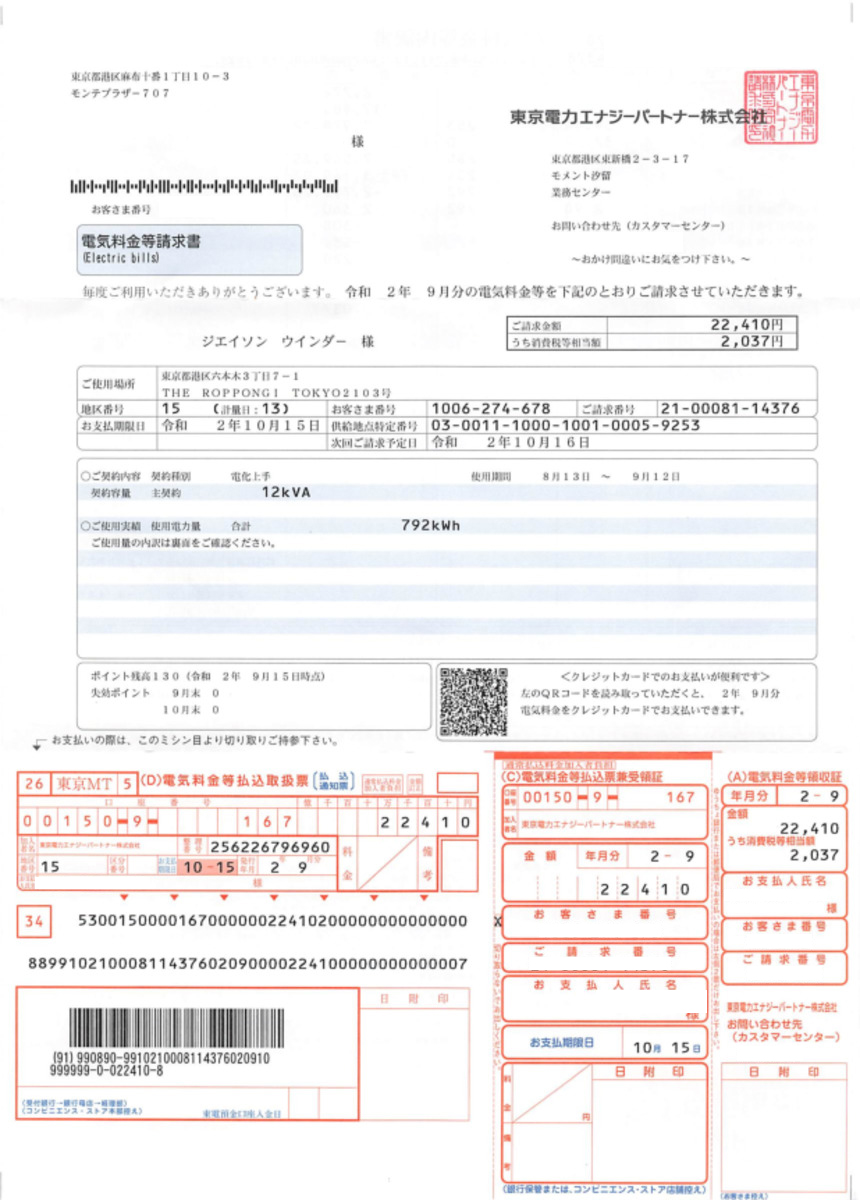 東京都港区麻布十番1丁目10-3
モンテプラザ-707
様
東京電力エナジーパートナー株式会社
東京都港区東新橋2-3-17
モメント汐留
業務センター
お客さま番号
お問い合わせ先(カスタマーセンター)
電気料金等請求書
(Electric bills)
~おかけ間違いにお気をつけ下さい。~
毎度ご利用いただきありがとうございます。 令和 2年 9月分の電気料金等を下記のとおりご請求させていただきます。
ジエイソン ウインダー 様
ご請求金額 22,410円
うち消費税等相当額 2,037円
ご使用場所 東京都港区六本木3丁目7-1
THE ROPPONGI TOKYO2103号
地区番号 15 (計量日:13) お客さま番号 1006-274-678 ご請求番号 21-00081-14376
お支払期限日 令和 2年10月15日 供給地点特定番号 03-0011-1000-1001-0005-9253
次回ご請求予定日 令和 2年10月16日
○ご契約内容 契約種別 電化上手 使用期間 8月13日 ~ 9月12日
契約容量 主契約 12kVA
○ご使用実績 使用電力量 合計 792kWh
ご使用量の内訳は裏面をご確認ください。
ポイント残高130(令和 2年 9月15日時点)
失効ポイント 9月末 0
10月末 0
<クレジットカードでのお支払いが便利です>
左のQRコードを読み取っていただくと、 2年 9月分
電気料金をクレジットカードでお支払いできます。
お支払いの際は、このミシン目より切り取りご持参下さい。
26 東京MT 5 (D)電気料金等払込取扱票 (払込通知票) 通常払込料金加入者負担
口座番号 億千百十万千百十円
00150-9- 167 22410
加入者名 東京電力エナジーパートナー株式会社 整理番号 256226796960
地区番号 15 区分番号 お支払期限日 10-15 発行年月 2年 9月分
様
料金
備考
34 53001500001670000002241020000000000000
88991021000811437602090000022410000000000000007
(91)990890-9910210008114376020910
999999-0-022410-8
日附印
(受付銀行→銀行母店→経理部)
(コンビニエンス・ストア本部控え) 東電預金口座入金日
通常払込料金加入者負担
(C)電気料金等払込票兼受領証
口座番号 00150-9- 167
加入者名 東京電力エナジーパートナー株式会社
金額 年月分 2-9
22410
お客さま番号
ご請求番号
お支払人氏名
様
お支払期限日 10月 15日
料金 円
備考
日附印
(銀行保管または、コンビニエンス・ストア店舗控え)
(A)電気料金等領収証
年月分 2-9
金額
22,410
うち消費税等相当額
2,037
お支払人氏名
様
お客さま番号
ご請求番号
東京電力エナジーパートナー株式会社
お問い合わせ先
(カスタマーセンター)
日附印
(お客さま控え)